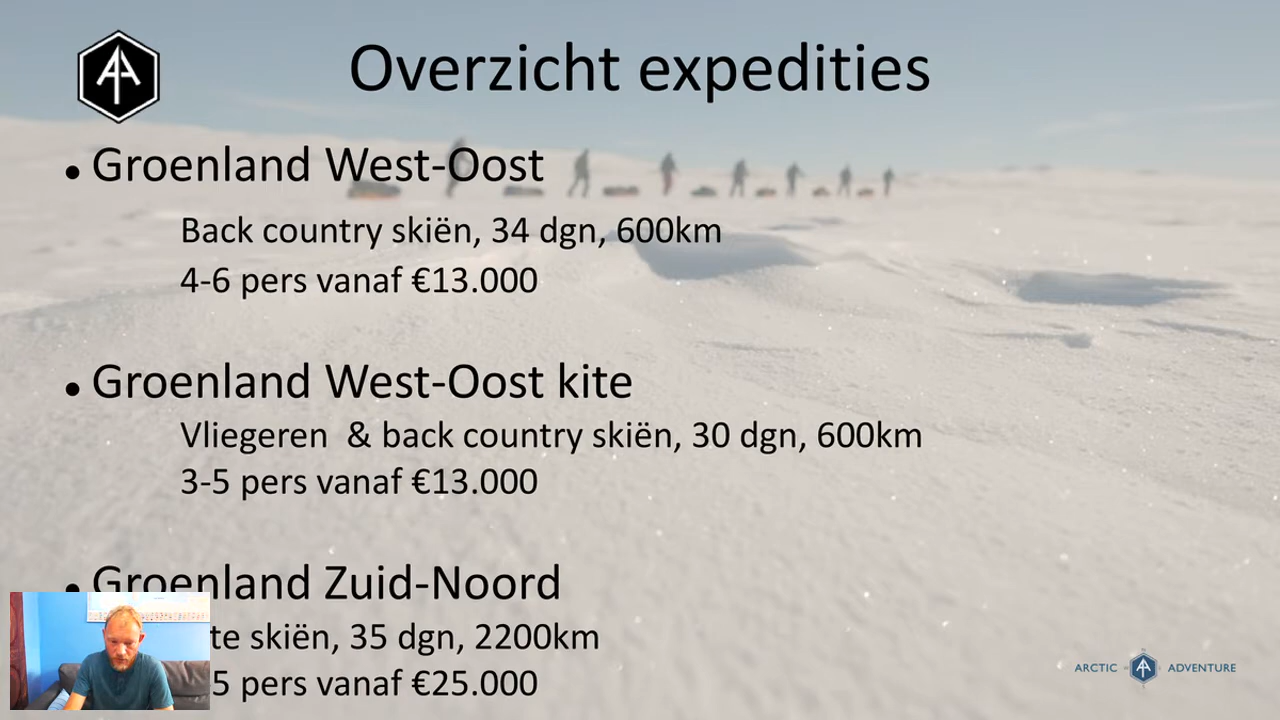 Overzicht expedities
• Groenland West-Oost
Back country skiën, 34 dgn, 600km
4-6 pers vanaf €13.000
• Groenland West-Oost kite
Vliegeren & back country skiën, 30 dgn, 600km
3-5 pers vanaf €13.000
• Groenland Zuid-Noord
skiën, 35 dgn, 2200km
5 pers vanaf €25.000
ARCTIC ADVENTURE